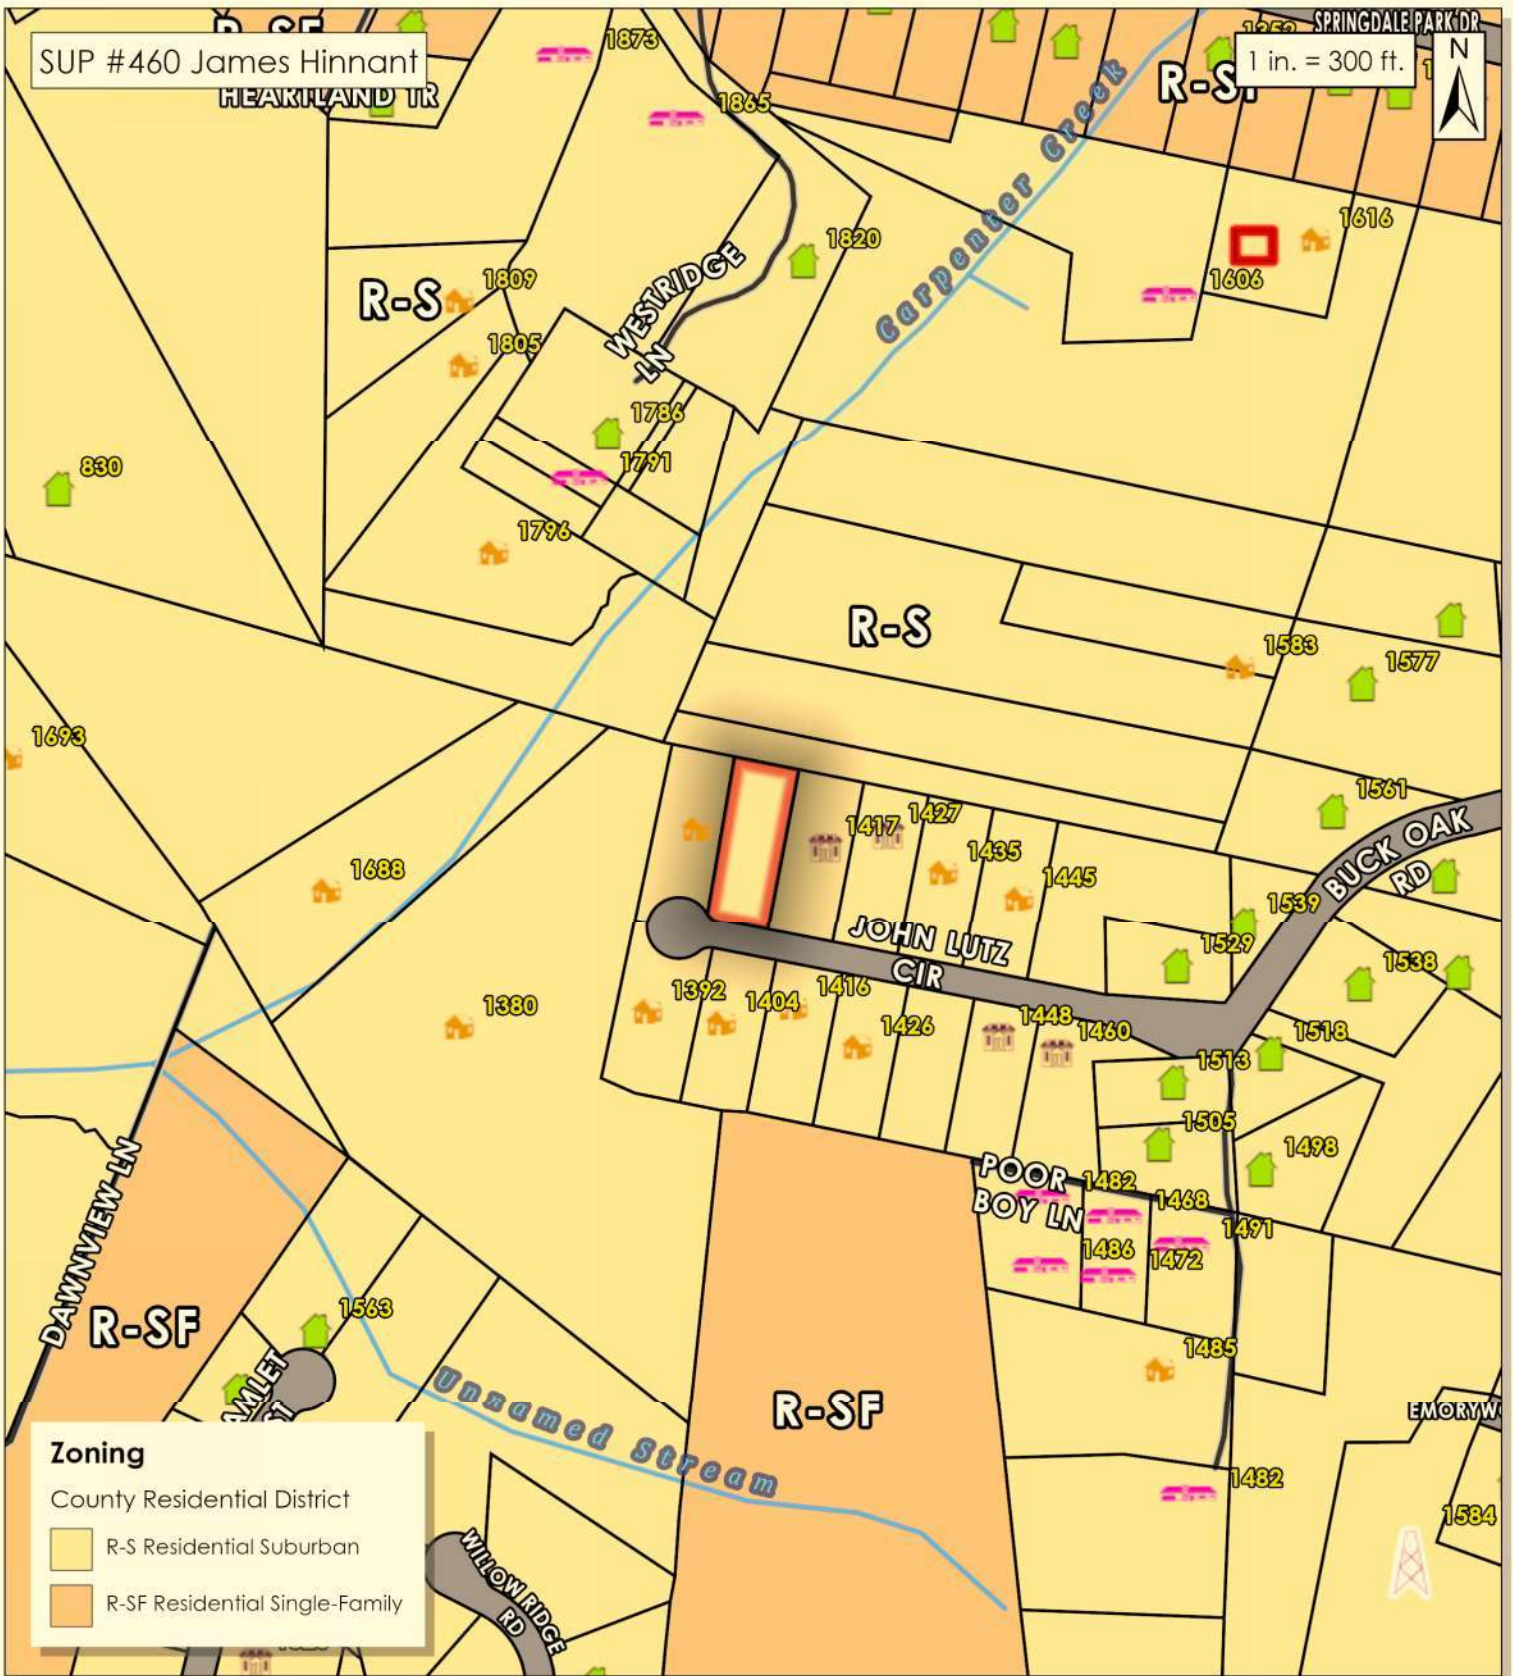 SPRINGDALE PARK DR
R-SF
1873
1352
SUP #460 James Hinnant
1 in. = 300 ft.
N
HEARTLAND TR
1865
Carpenter Creek
1616
1820
1606
1809
R-S
WESTRIDGE
LN
1805
1786
1791
830
1796
R-S
1583
1577
1693
1561
BUCK OAK
RD
1417
1427
1435
1445
1688
1539
JOHN LUTZ
CIR
1529
1538
1392
1404
1416
1380
1426
1448
1460
1518
1513
1505
1498
DAWNVIEW LN
POOR
BOY LN
1482
1468
1491
1486
1472
1563
R-SF
1485
Unnamed Stream
R-SF
Zoning
County Residential District
R-S Residential Suburban
R-SF Residential Single-Family
1482
1584
WILLOW RIDGE
RD